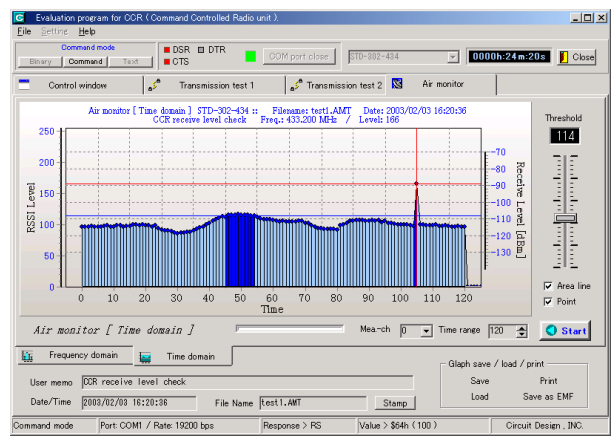 Evaluation program for CCR ( Command Controlled Radio unit ).
File Setting Help
Command mode
Binary Command Text
DSR DTR
CTS
COM port close
STD-302-434
0000h:24m:20s
Close
Control window
Transmission test 1
Transmission test 2
Air monitor
Air monitor [ Time domain ] STD-302-434 :: Filename: test1.AMT Date: 2003/02/03 16:20:36
CCR receive level check Freq.: 433.200 MHz / Level: 166
Threshold
114
250
200
150
100
50
0
RSSI Level
-70
-80
-90
-100
-110
-120
-130
Receive Level [dBm]
0 10 20 30 40 50 60 70 80 90 100 110 120
Time
Area line
Point
Air monitor [ Time domain ]
Mea.-ch 0
Time range 120
Start
Frequency domain
Time domain
Glaph save / load / print
User memo CCR receive level check
Save Print
Date/Time 2003/02/03 16:20:36
File Name test1.AMT
Stamp
Load Save as EMF
Command mode
Port: COM1 / Rate: 19200 bps
Response > RS
Value > $64h ( 100 )
Circuit Design , INC.